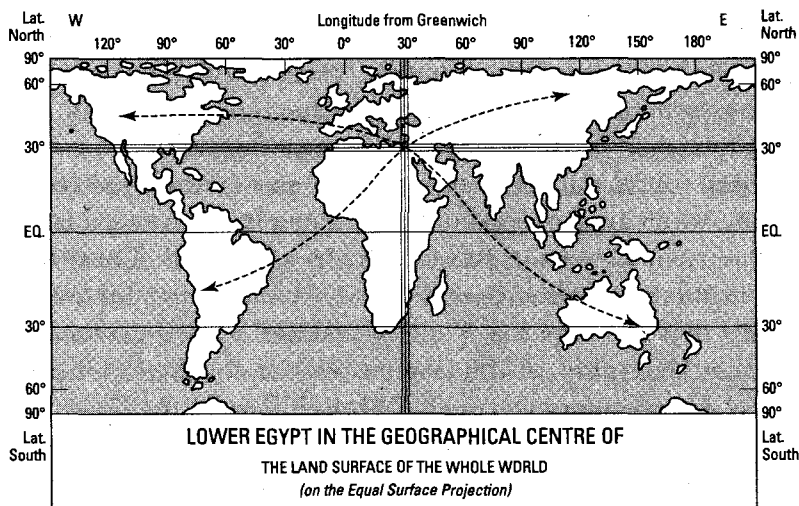 Lat. North W Longitude from Greenwich E Lat. North
120° 90° 60° 30° 0° 30° 60° 90° 120° 150° 180°
90° 90°
60° 60°
30° 30°
EQ. EQ.
30° 30°
60° 60°
90° 90°
Lat. South Lat. South
LOWER EGYPT IN THE GEOGRAPHICAL CENTRE OF
THE LAND SURFACE OF THE WHOLE WORLD
(on the Equal Surface Projection)